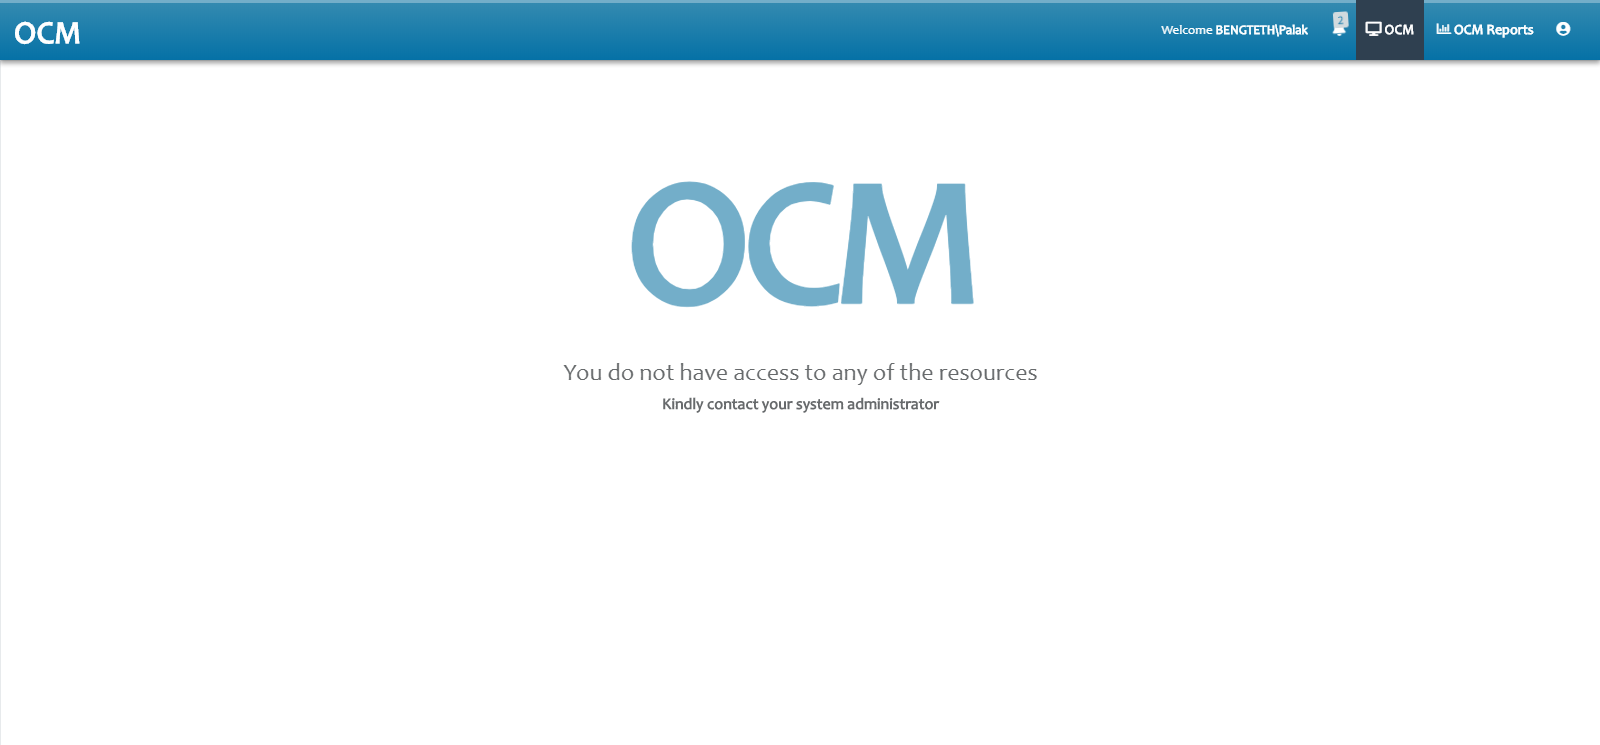 OCM
Welcome BENGTETH\Palak
2
OCM
OCM Reports
OCM
You do not have access to any of the resources
Kindly contact your system administrator